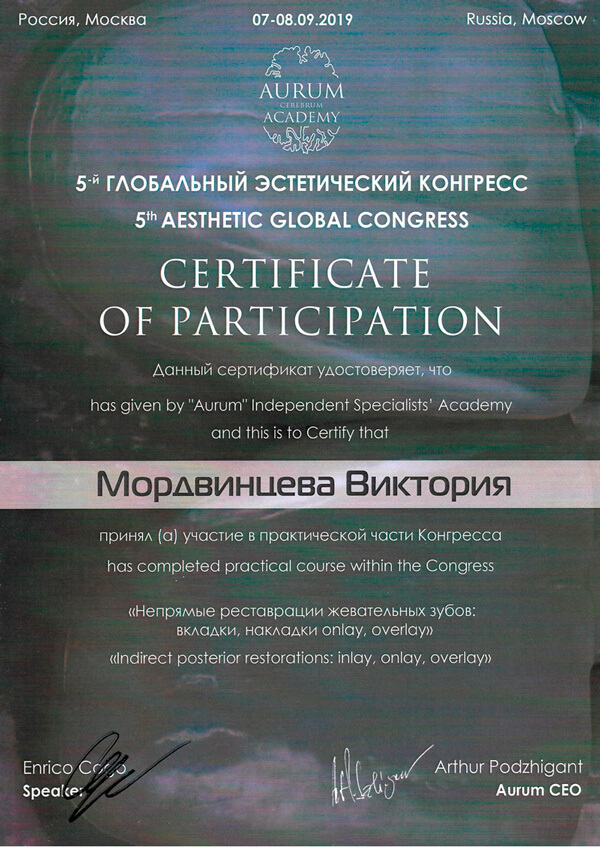 Россия, Москва
07-08.09.2019
Russia, Moscow
AURUM
CEREBRUM
ACADEMY
5-й ГЛОБАЛЬНЫЙ ЭСТЕТИЧЕСКИЙ КОНГРЕСС
5th AESTHETIC GLOBAL CONGRESS
CERTIFICATE
OF PARTICIPATION
Данный сертификат удостоверяет, что
has given by "Aurum" Independent Specialists' Academy
and this is to Certify that
Мордвинцева Виктория
принял (а) участие в практической части Конгресса
has completed practical course within the Congress
«Непрямые реставрации жевательных зубов:
вкладки, накладки onlay, overlay»
«Indirect posterior restorations: inlay, onlay, overlay»
Enrico Cogo
Speaker
Arthur Podzhigant
Aurum CEO